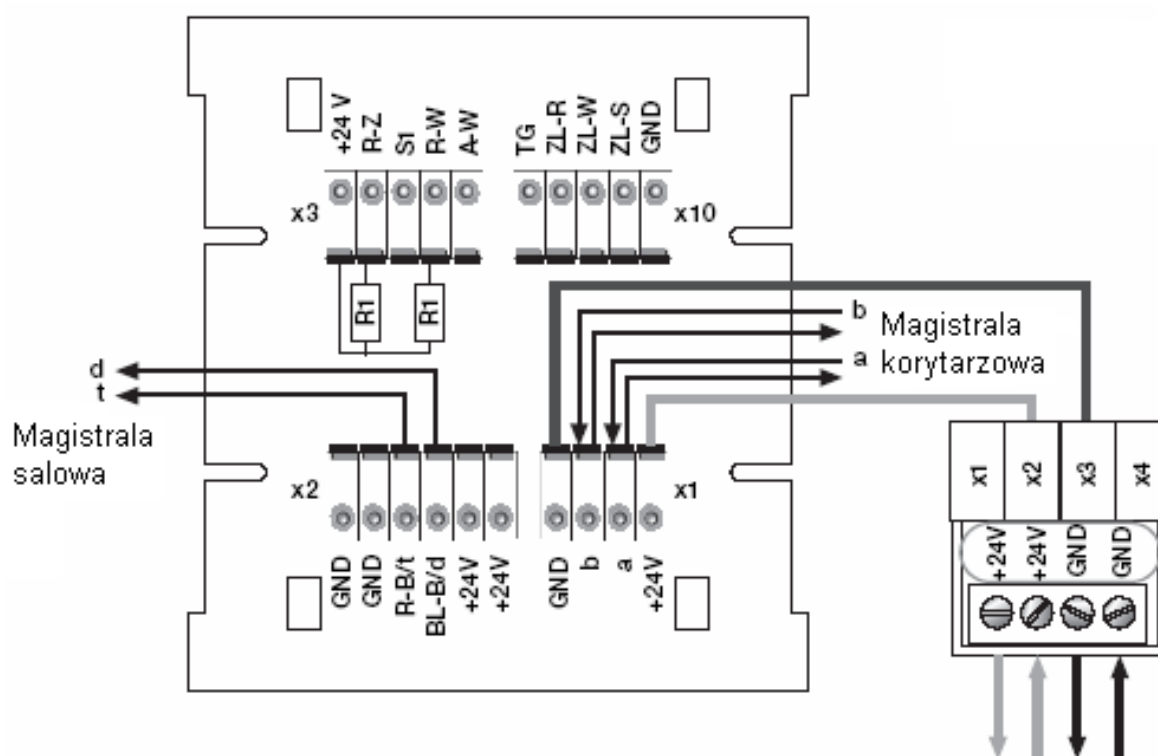 +24 V R-Z S1 R-W A-W
TG ZL-R ZL-W ZL-S GND
x3
x10
R1 R1
b
Magistrala
a korytarzowa
d
t
Magistrala
salowa
x2
x1
GND GND R-B/t BL-B/d +24V +24V
GND b a +24V
x1 x2 x3 x4
+24V +24V GND GND